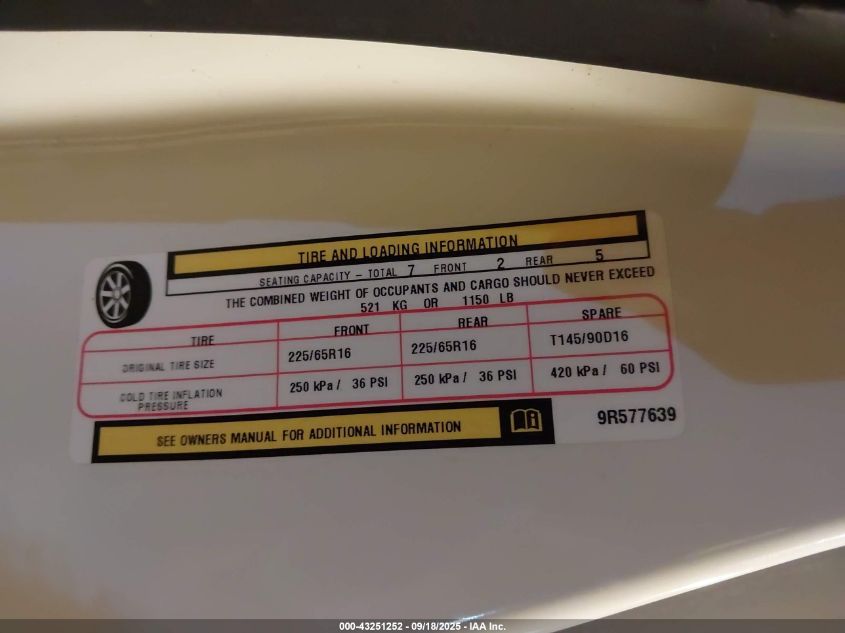 TIRE AND LOADING INFORMATION
SEATING CAPACITY - TOTAL 7 FRONT 2 REAR 5
THE COMBINED WEIGHT OF OCCUPANTS AND CARGO SHOULD NEVER EXCEED
521 KG OR 1150 LB
TIRE FRONT REAR SPARE
ORIGINAL TIRE SIZE 225/65R16 225/65R16 T145/90D16
COLD TIRE INFLATION PRESSURE 250 kPa / 36 PSI 250 kPa / 36 PSI 420 kPa / 60 PSI
SEE OWNERS MANUAL FOR ADDITIONAL INFORMATION
9R577639
000-43251252 - 09/18/2025 - IAA Inc.